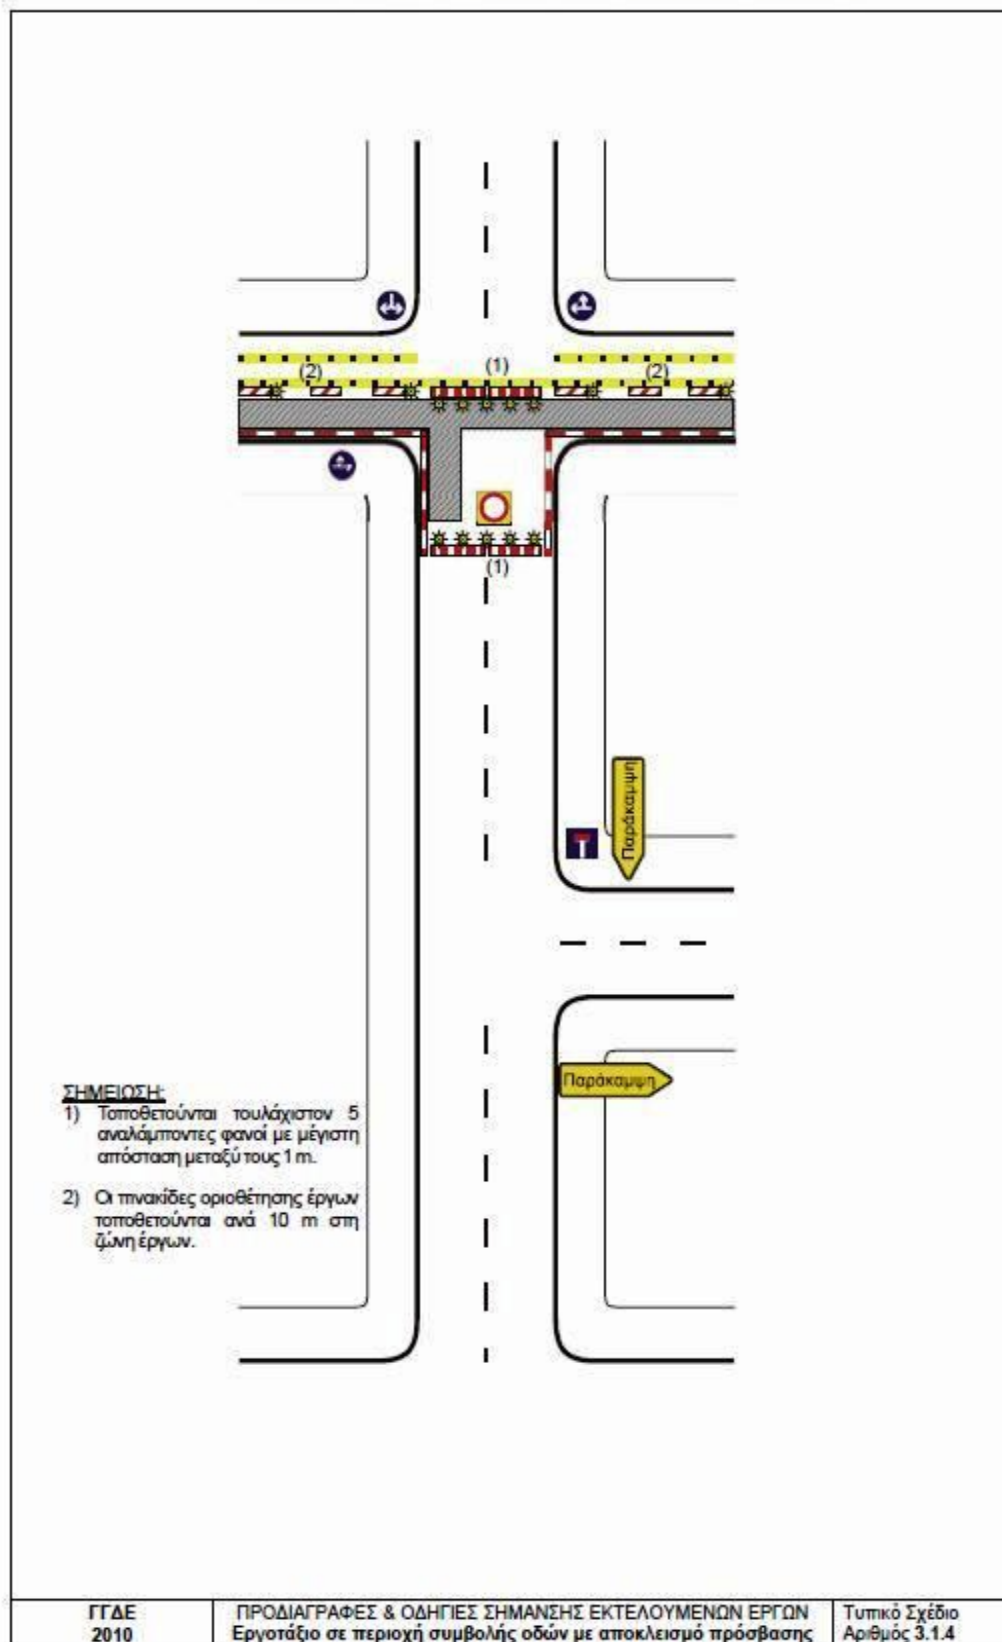 (1)
(2)
(2)
(1)
Παράκαμψη
Παράκαμψη
ΣΗΜΕΙΩΣΗ:
1) Τοποθετούνται τουλάχιστον 5
αναλάμποντες φανοί με μέγιστη
απόσταση μεταξύ τους 1 m.
2) Οι πινακίδες οριοθέτησης έργων
τοποθετούνται ανά 10 m στη
ζώνη έργων.
ΓΓΔΕ
2010
ΠΡΟΔΙΑΓΡΑΦΕΣ & ΟΔΗΓΙΕΣ ΣΗΜΑΝΣΗΣ ΕΚΤΕΛΟΥΜΕΝΩΝ ΕΡΓΩΝ
Εργοτάξιο σε περιοχή συμβολής οδών με αποκλεισμό πρόσβασης
Τυπικό Σχέδιο
Αριθμός 3.1.4